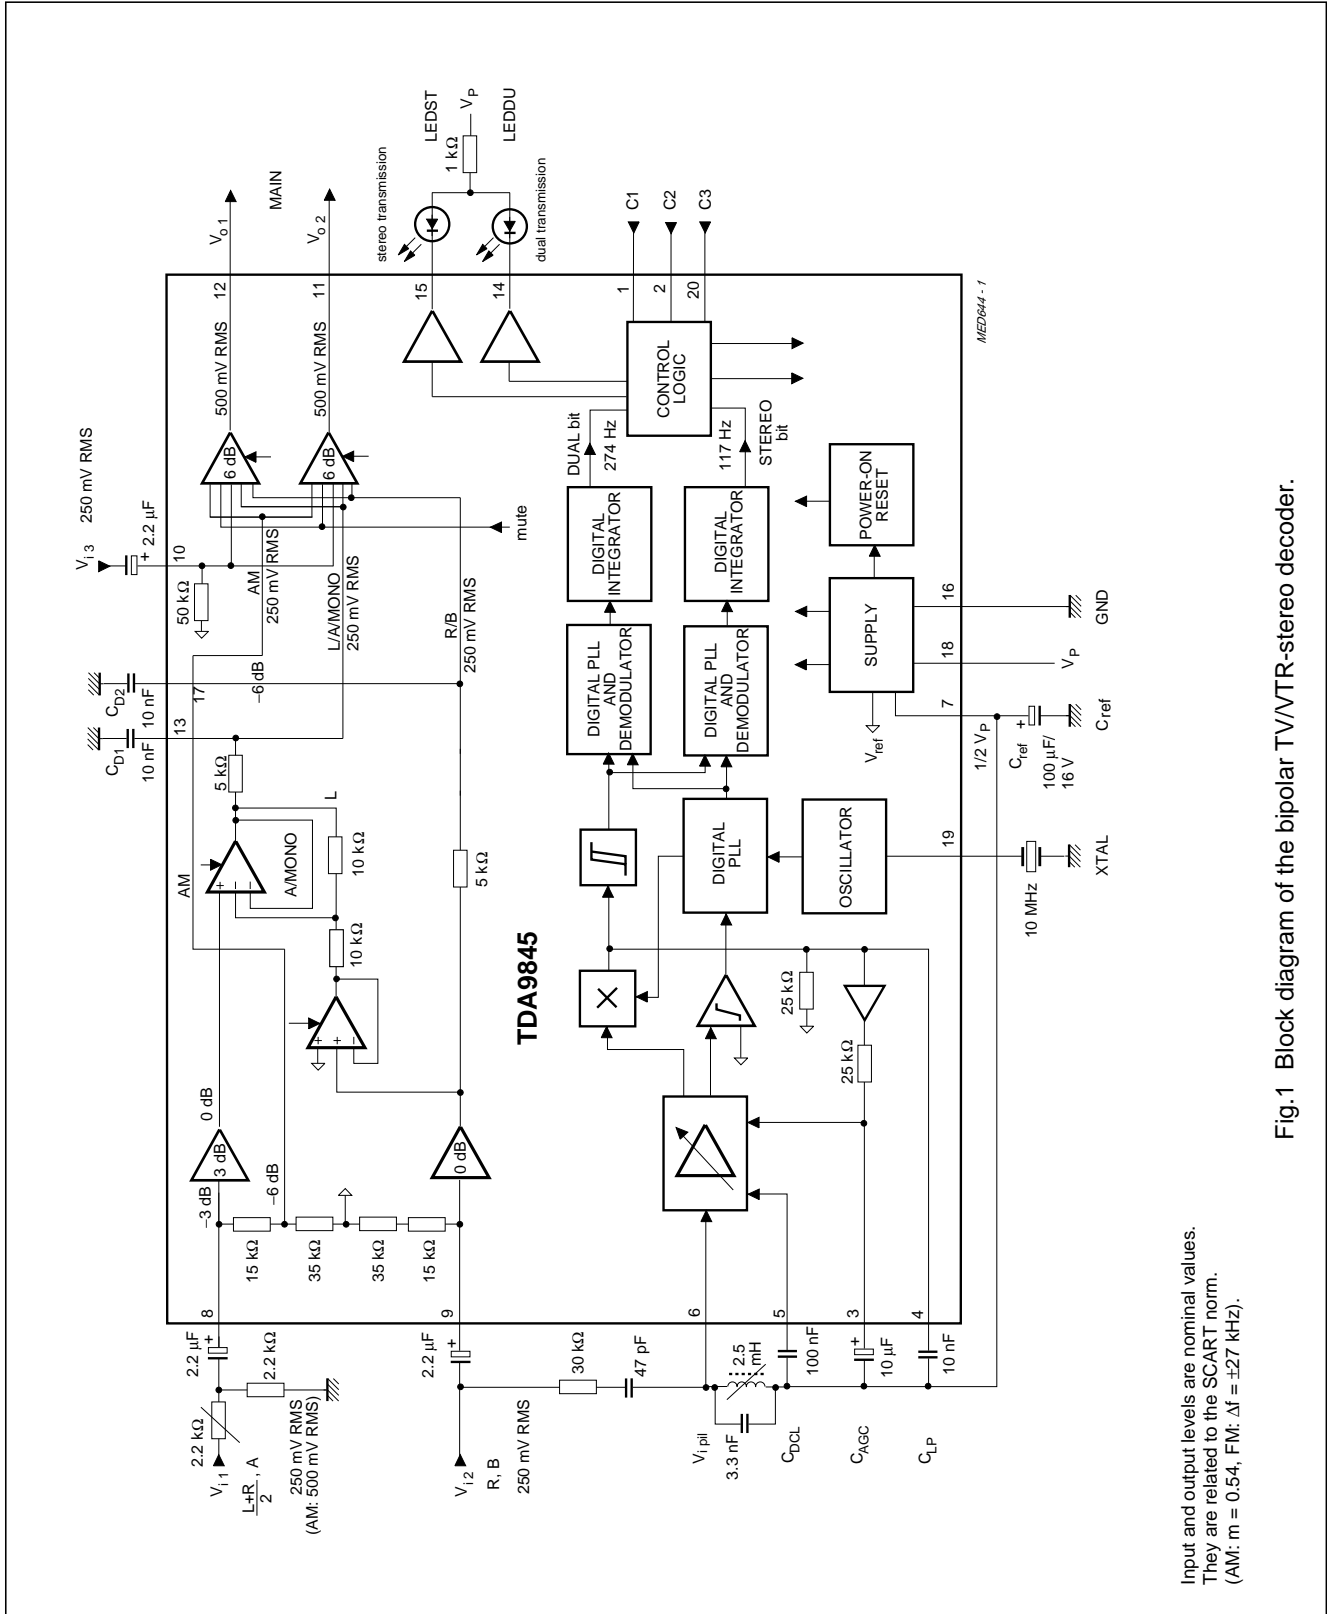 V i 3
250 mV RMS
2.2 µF
+
10
50 kΩ
CD2
10 nF
17
CD1
10 nF
13
5 kΩ
AM
−6 dB
AM
250 mV RMS
L/A/MONO
250 mV RMS
R/B
250 mV RMS
mute
6 dB
6 dB
500 mV RMS
500 mV RMS
12
11
V o 1
V o 2
MAIN
stereo transmission
LEDST
1 kΩ
VP
LEDDU
dual transmission
15
14
L
A/MONO
+
−
−
10 kΩ
10 kΩ
5 kΩ
+
+
−
0 dB
3 dB
−3 dB
−6 dB
0 dB
15 kΩ
35 kΩ
35 kΩ
15 kΩ
8
9
2.2 µF
+
2.2 kΩ
2.2 kΩ
V i 1
L+R
2
, A
250 mV RMS
(AM: 500 mV RMS)
2.2 µF
+
V i 2
R, B
250 mV RMS
30 kΩ
47 pF
TDA9845
DUAL bit
274 Hz
117 Hz
STEREO
bit
CONTROL
LOGIC
1
2
20
C1
C2
C3
DIGITAL
INTEGRATOR
DIGITAL
INTEGRATOR
DIGITAL PLL
AND
DEMODULATOR
DIGITAL PLL
AND
DEMODULATOR
DIGITAL
PLL
OSCILLATOR
×
25 kΩ
25 kΩ
POWER-ON
RESET
SUPPLY
Vref
16
18
7
19
GND
VP
1/2 VP
Cref
+
100 µF/
16 V
Cref
10 MHz
XTAL
6
5
3
4
V i pil
2.5
mH
3.3 nF
100 nF
CDCL
+
10 µF
CAGC
10 nF
CLP
MED644 - 1
Input and output levels are nominal values.
They are related to the SCART norm.
(AM: m = 0.54, FM: Δf = ±27 kHz).
Fig.1 Block diagram of the bipolar TV/VTR-stereo decoder.